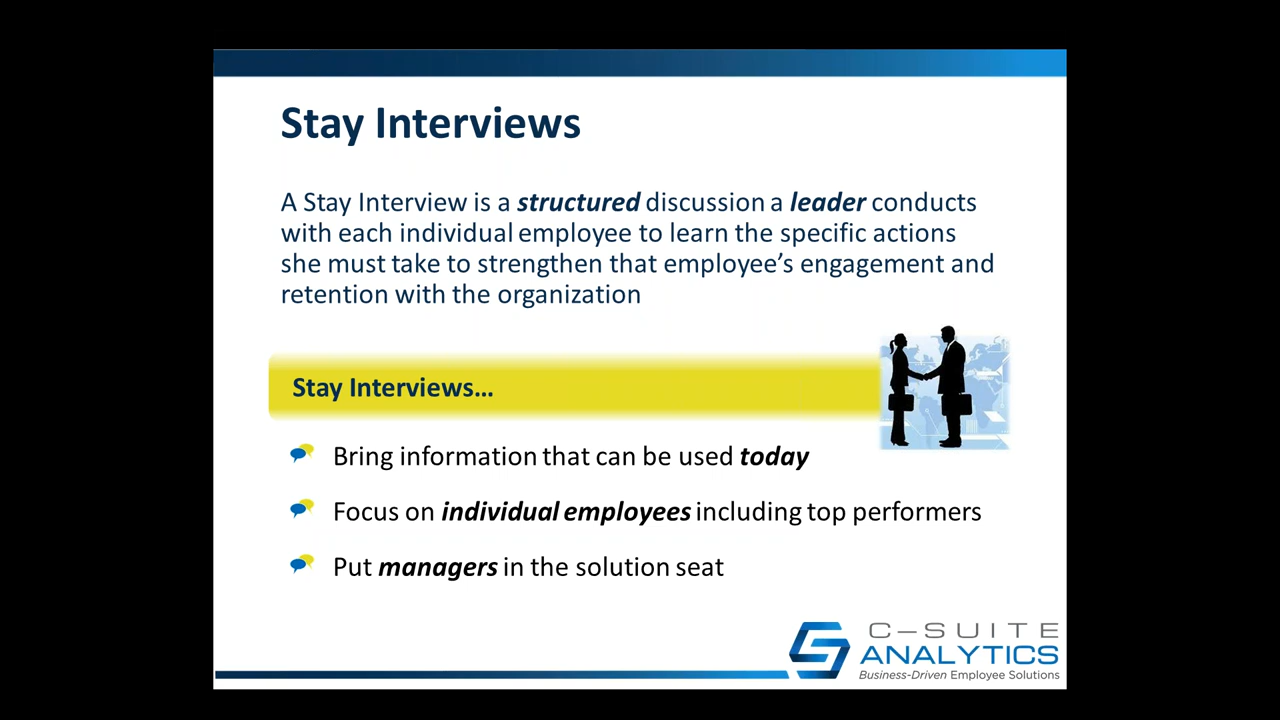 Stay Interviews
A Stay Interview is a structured discussion a leader conducts
with each individual employee to learn the specific actions
she must take to strengthen that employee’s engagement and
retention with the organization
Stay Interviews…
Bring information that can be used today
Focus on individual employees including top performers
Put managers in the solution seat
C–SUITE
ANALYTICS
Business-Driven Employee Solutions